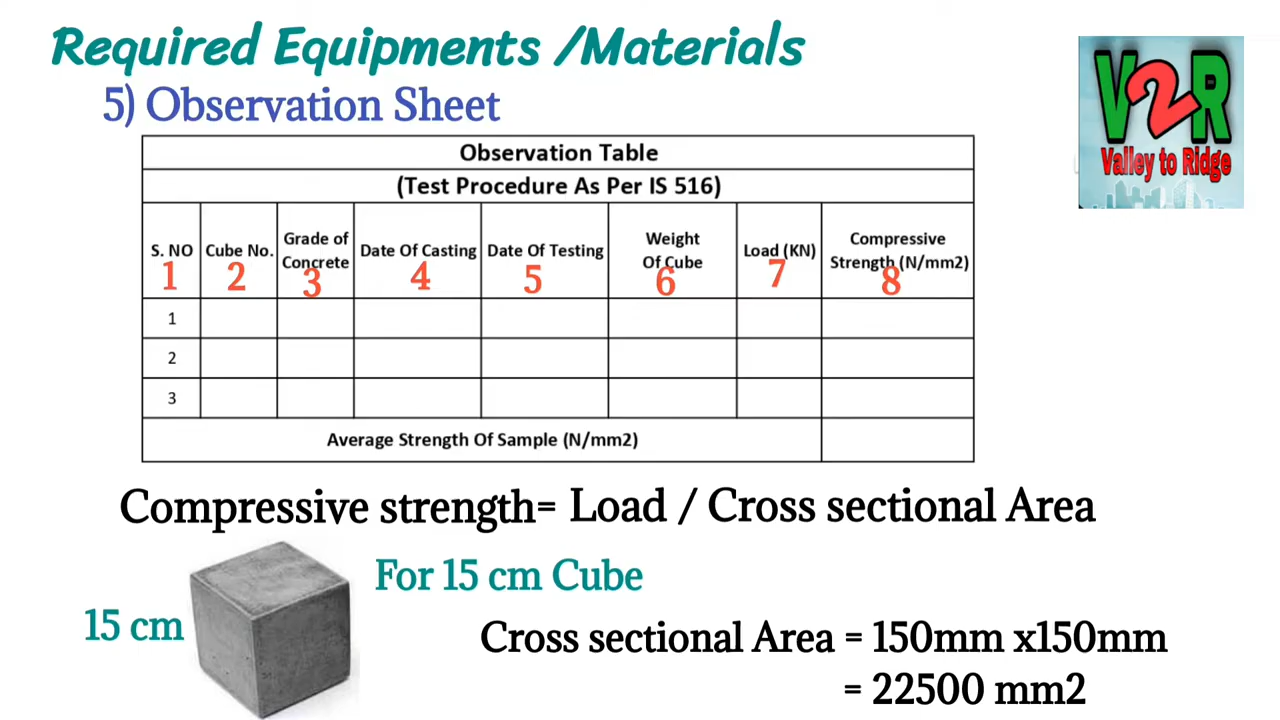 Required Equipments /Materials
5) Observation Sheet
V2R
Valley to Ridge
Observation Table
(Test Procedure As Per IS 516)
S. NO Cube No. Grade of Concrete Date Of Casting Date Of Testing Weight Of Cube Load (KN) Compressive Strength (N/mm2)
1 2 3 4 5 6 7 8
1
2
3
Average Strength Of Sample (N/mm2)
Compressive strength= Load / Cross sectional Area
For 15 cm Cube
15 cm
Cross sectional Area = 150mm x150mm
= 22500 mm2